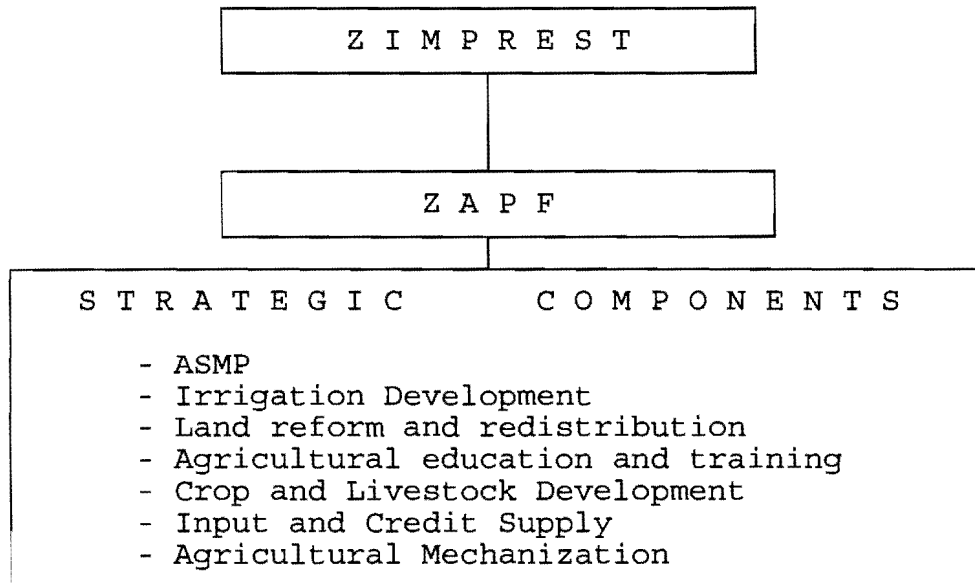 Z I M P R E S T
Z A P F
S T R A T E G I C   C O M P O N E N T S
- ASMP
- Irrigation Development
- Land reform and redistribution
- Agricultural education and training
- Crop and Livestock Development
- Input and Credit Supply
- Agricultural Mechanization